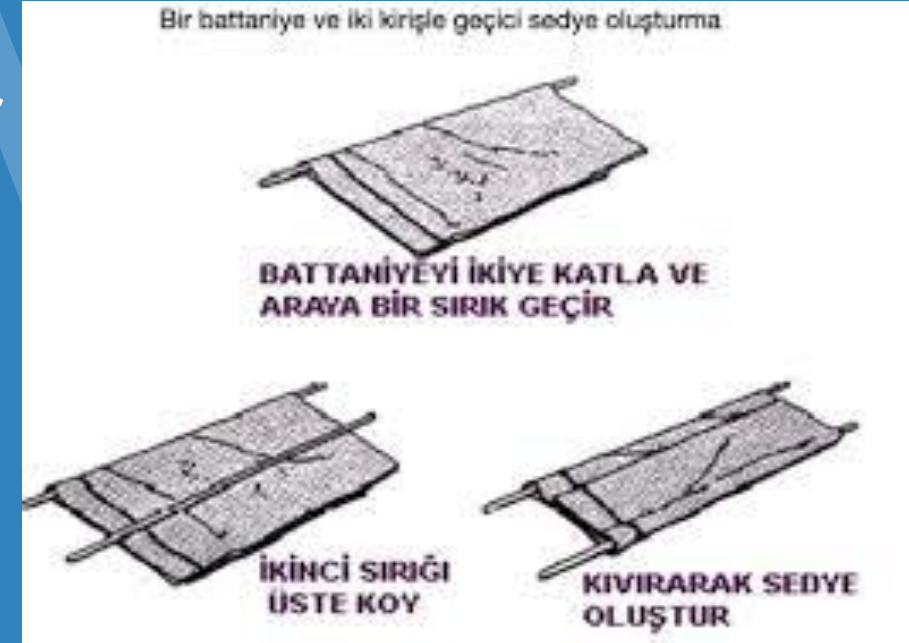 Bir battaniye ve iki kirişle geçici sedye oluşturma
BATTANİYEYİ İKİYE KATLA VE
ARAYA BİR SIRIK GEÇİR
İKİNCİ SIRIĞI
ÜSTE KOY
KIVIRARAK SEDYE
OLUŞTUR